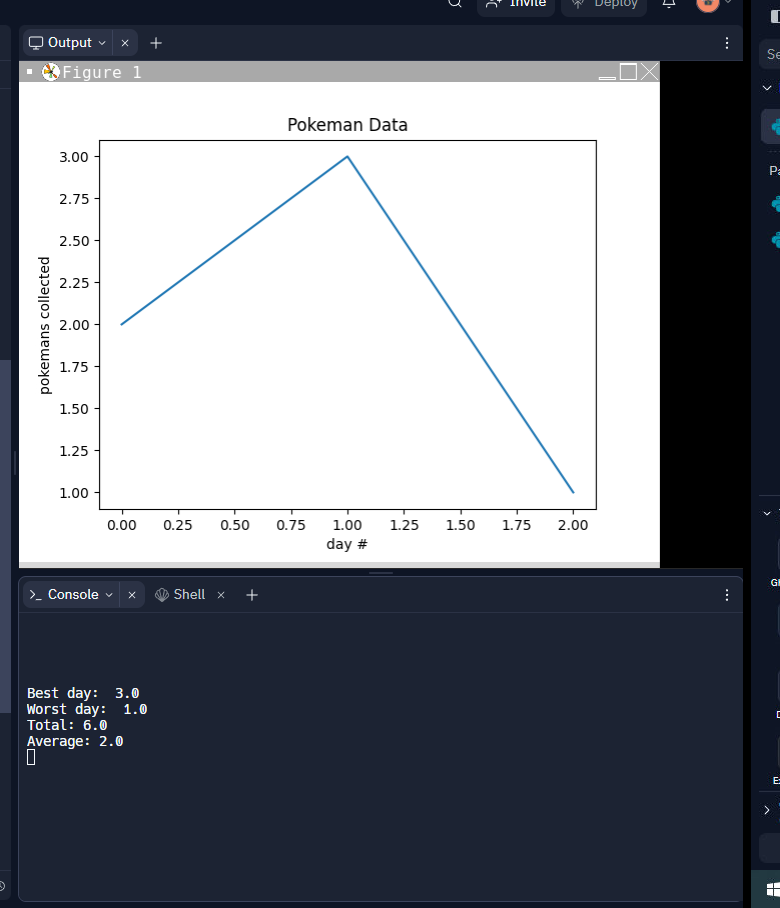 Invite
Deploy
Output
Figure 1
Pokeman Data
3.00
2.75
2.50
2.25
2.00
1.75
1.50
1.25
1.00
pokemans collected
0.00 0.25 0.50 0.75 1.00 1.25 1.50 1.75 2.00
day #
Console
Shell
Best day:  3.0
Worst day:  1.0
Total: 6.0
Average: 2.0